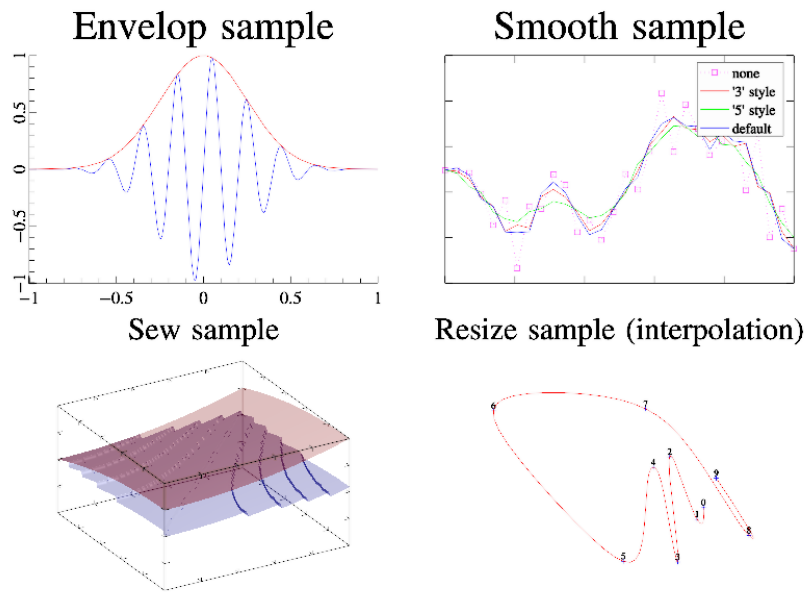 Envelop sample
Smooth sample
none
'3' style
'5' style
default
1
0.5
0
−0.5
−1
−1 −0.5 0 0.5 1
Sew sample
Resize sample (interpolation)
6
7
2
4
9
0
1
8
5
3